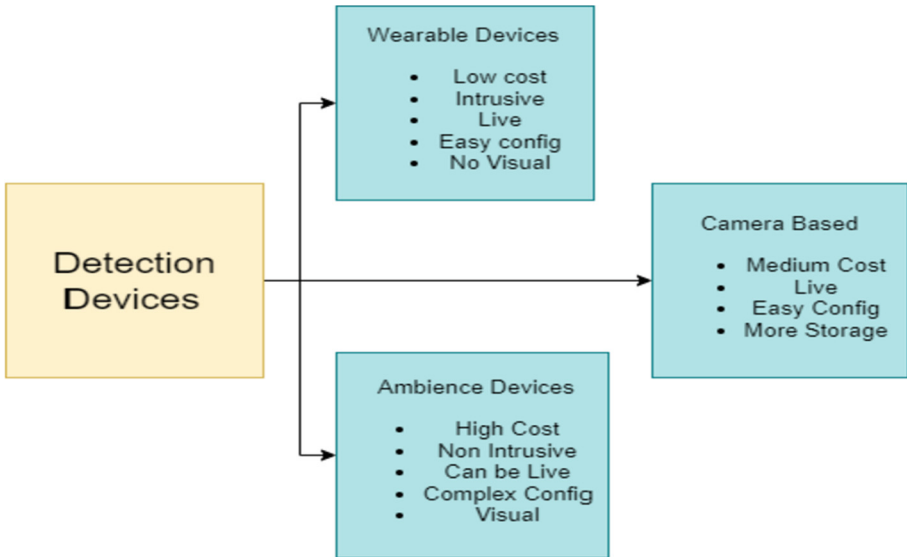 Wearable Devices
• Low cost
• Intrusive
• Live
• Easy config
• No Visual
Detection
Devices
Camera Based
• Medium Cost
• Live
• Easy Config
• More Storage
Ambience Devices
• High Cost
• Non Intrusive
• Can be Live
• Complex Config
• Visual